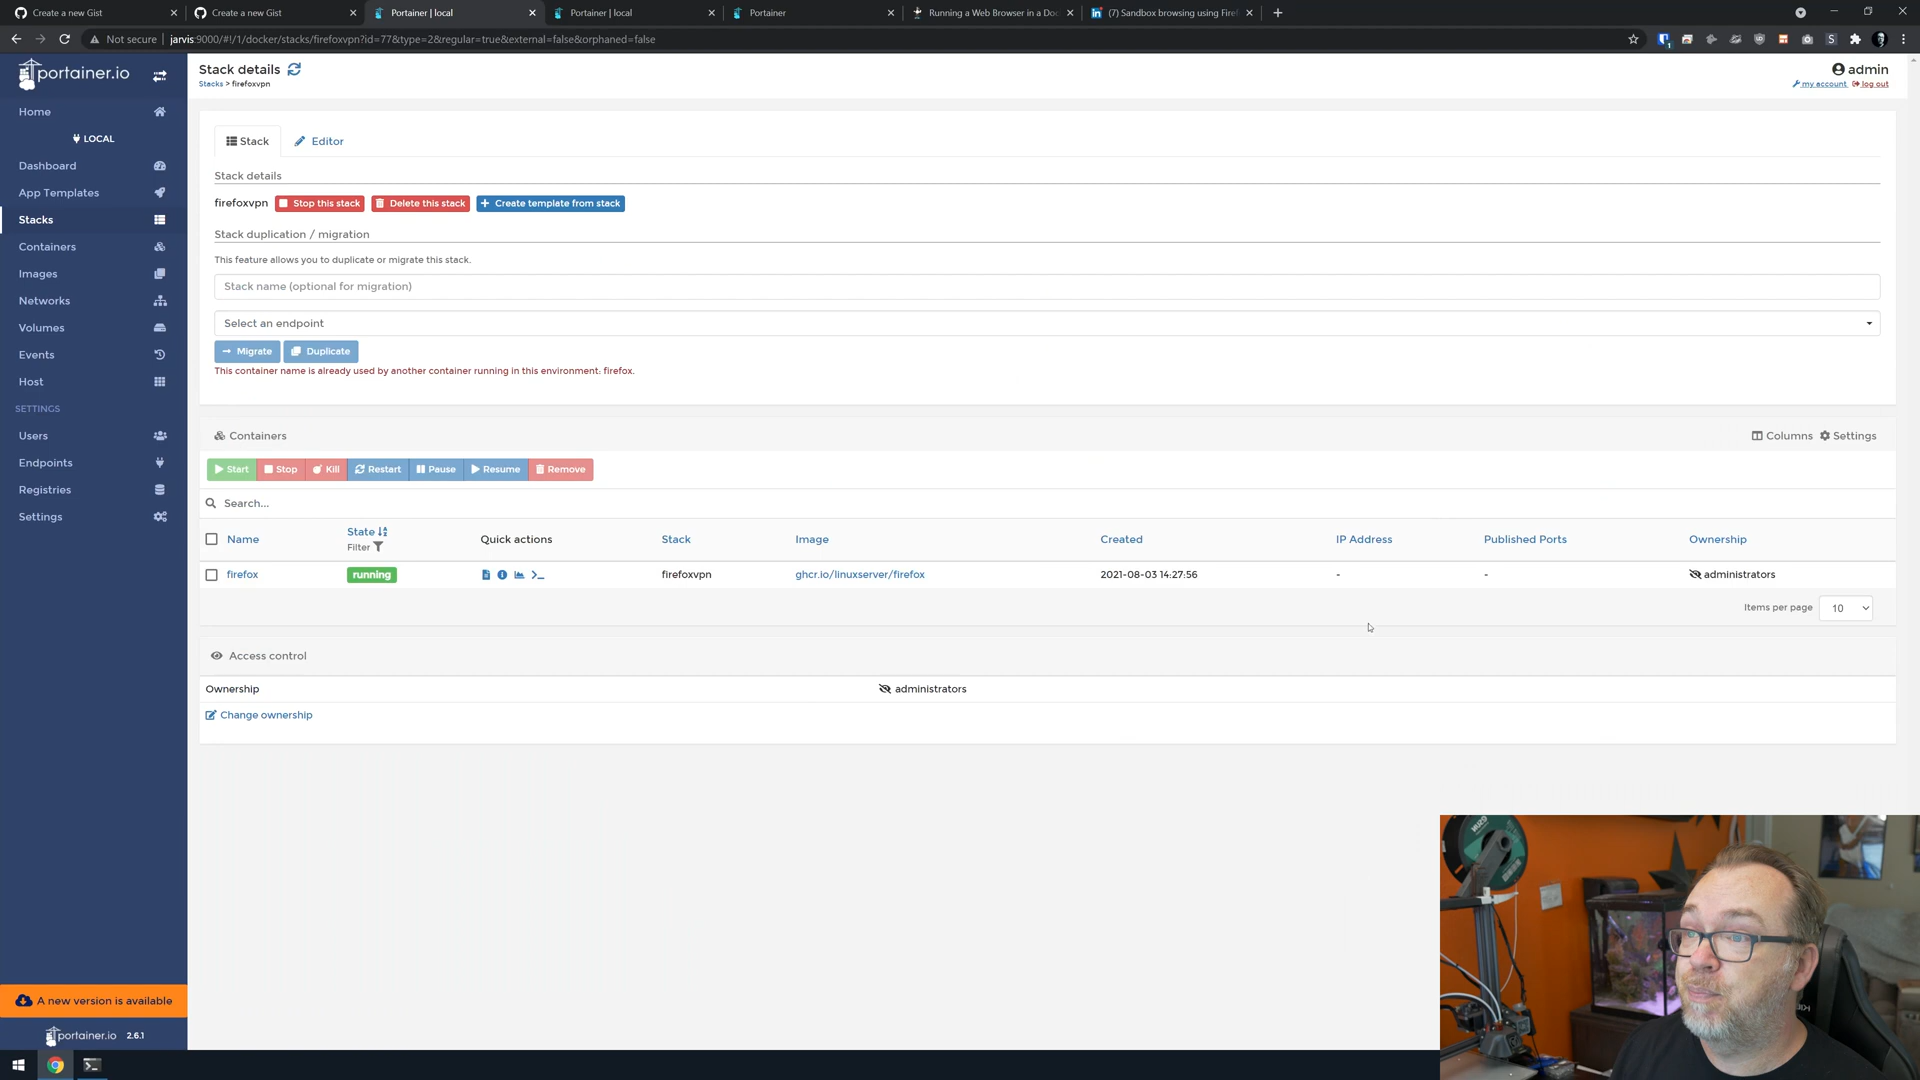 Create a new Gist
Create a new Gist
Portainer | local
Portainer | local
Portainer
Running a Web Browser in a Doc
(7) Sandbox browsing using Firef
Not secure
jarvis:9000/#!/1/docker/stacks/firefoxvpn?id=77&type=2&regular=true&external=false&orphaned=false
portainer.io
Home
LOCAL
Dashboard
App Templates
Stacks
Containers
Images
Networks
Volumes
Events
Host
SETTINGS
Users
Endpoints
Registries
Settings
A new version is available
portainer.io 2.6.1
Stack details
Stacks > firefoxvpn
admin
my account log out
Stack
Editor
Stack details
firefoxvpn
Stop this stack
Delete this stack
Create template from stack
Stack duplication / migration
This feature allows you to duplicate or migrate this stack.
Stack name (optional for migration)
Select an endpoint
Migrate
Duplicate
This container name is already used by another container running in this environment: firefox.
Containers
Columns
Settings
Start Stop Kill Restart Pause Resume Remove
Search...
Name State Quick actions Stack Image Created IP Address Published Ports Ownership
Filter
firefox running firefoxvpn ghcr.io/linuxserver/firefox 2021-08-03 14:27:56 - - administrators
Items per page 10
Access control
Ownership administrators
Change ownership